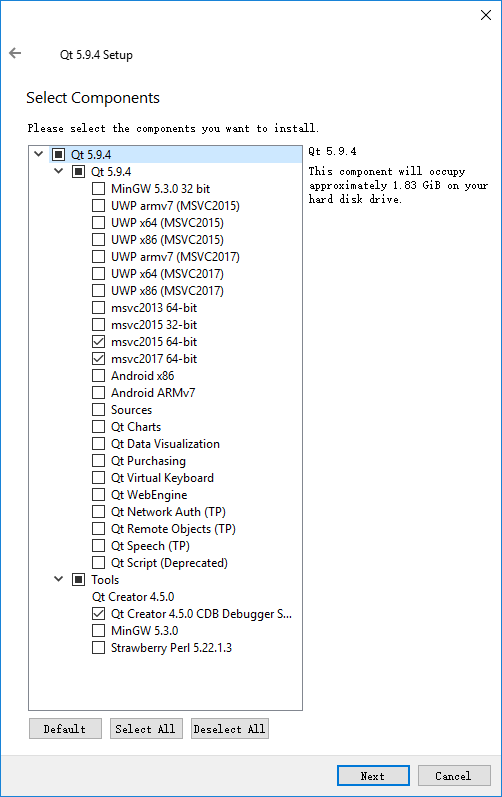 Qt 5.9.4 Setup
Select Components
Please select the components you want to install.
Qt 5.9.4
Qt 5.9.4
MinGW 5.3.0 32 bit
UWP armv7 (MSVC2015)
UWP x64 (MSVC2015)
UWP x86 (MSVC2015)
UWP armv7 (MSVC2017)
UWP x64 (MSVC2017)
UWP x86 (MSVC2017)
msvc2013 64-bit
msvc2015 32-bit
msvc2015 64-bit
msvc2017 64-bit
Android x86
Android ARMv7
Sources
Qt Charts
Qt Data Visualization
Qt Purchasing
Qt Virtual Keyboard
Qt WebEngine
Qt Network Auth (TP)
Qt Remote Objects (TP)
Qt Speech (TP)
Qt Script (Deprecated)
Tools
Qt Creator 4.5.0
Qt Creator 4.5.0 CDB Debugger S...
MinGW 5.3.0
Strawberry Perl 5.22.1.3
Qt 5.9.4
This component will occupy
approximately 1.83 GiB on your
hard disk drive.
Default
Select All
Deselect All
Next
Cancel